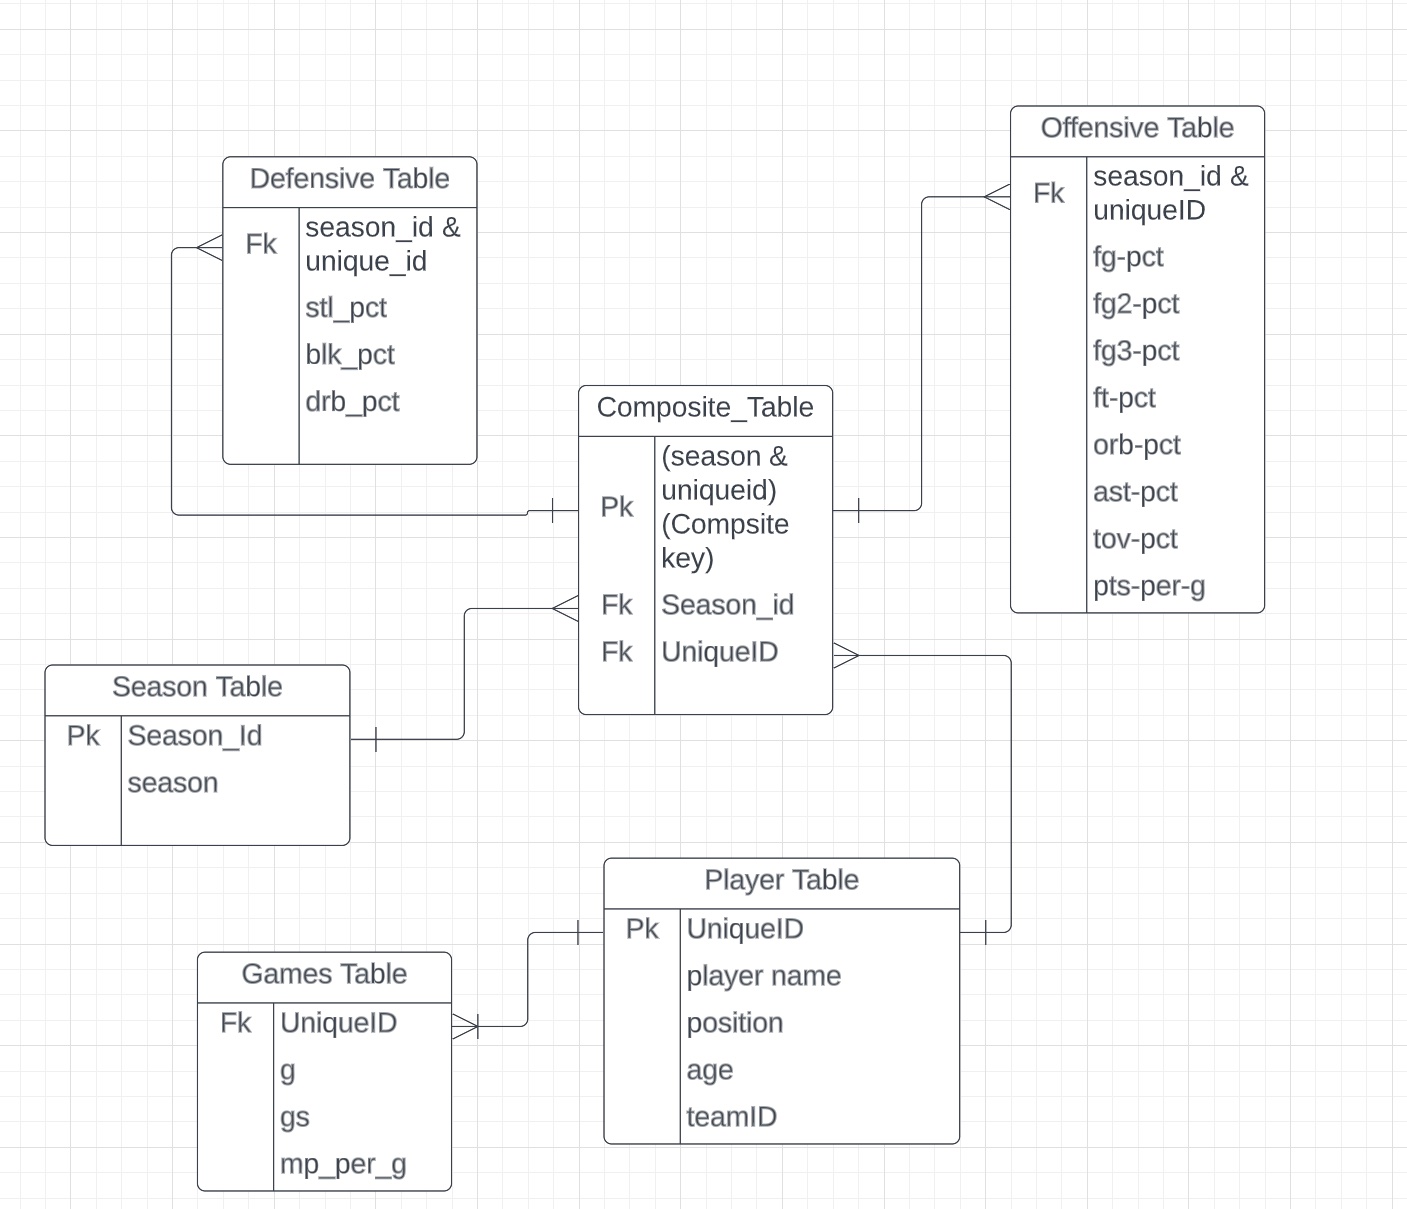 Defensive Table
Fk
season_id &
unique_id
stl_pct
blk_pct
drb_pct
Offensive Table
Fk
season_id &
uniqueID
fg-pct
fg2-pct
fg3-pct
ft-pct
orb-pct
ast-pct
tov-pct
pts-per-g
Composite_Table
Pk
(season &
uniqueid)
(Compsite
key)
Fk Season_id
Fk UniqueID
Season Table
Pk Season_Id
season
Player Table
Pk UniqueID
player name
position
age
teamID
Games Table
Fk UniqueID
g
gs
mp_per_g